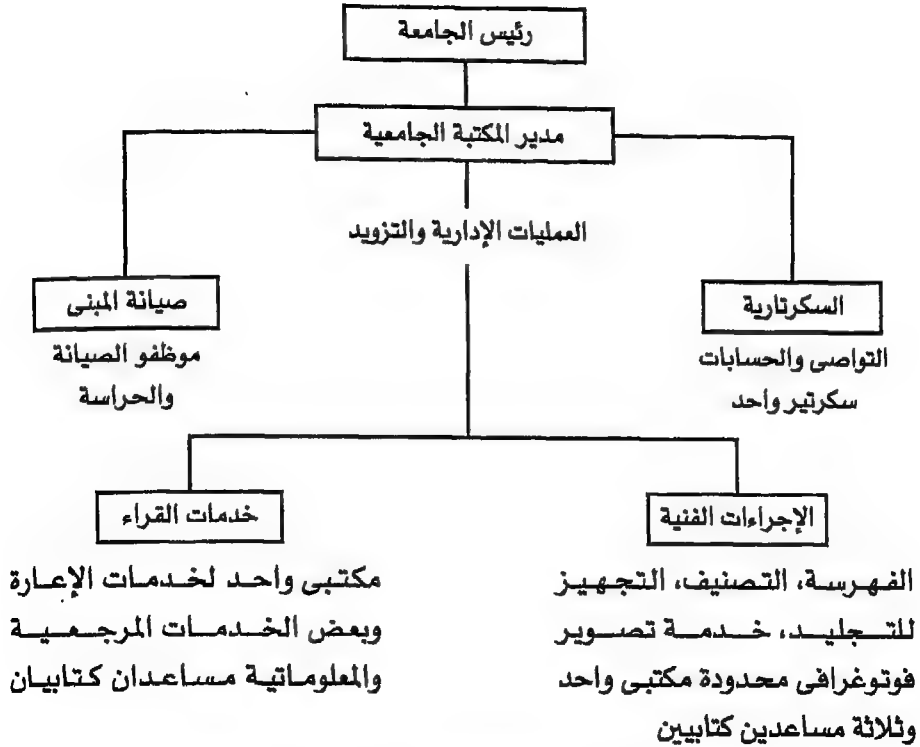 رئيس الجامعة
مدير المكتبة الجامعية
العمليات الإدارية والتزويد
السكرتارية
التواصى والحسابات
سكرتير واحد
صيانة المبنى
موظفو الصيانة
والحراسة
الإجراءات الفنية
الفهرسة، التصنيف، التجهيز
للتجليد، خدمة تصوير
فوتوغرافى محدودة مكتبى واحد
وثلاثة مساعدين كتابيين
خدمات القراء
مكتبى واحد لخدمات الإعارة
وبعض الخدمات المرجعية
والمعلوماتية مساعدان كتابيان